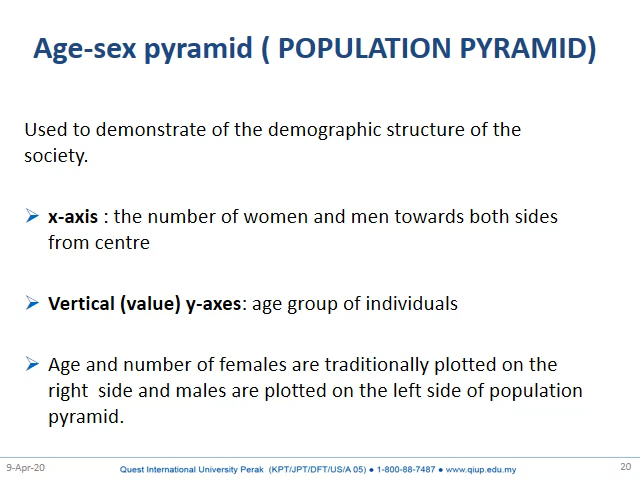 Age-sex pyramid ( POPULATION PYRAMID)
Used to demonstrate of the demographic structure of the
society.
x-axis : the number of women and men towards both sides
from centre
Vertical (value) y-axes: age group of individuals
Age and number of females are traditionally plotted on the
right side and males are plotted on the left side of population
pyramid.
9-Apr-20
Quest International University Perak (KPT/JPT/DFT/US/A 05) ● 1-800-88-7487 ● www.qiup.edu.my
20